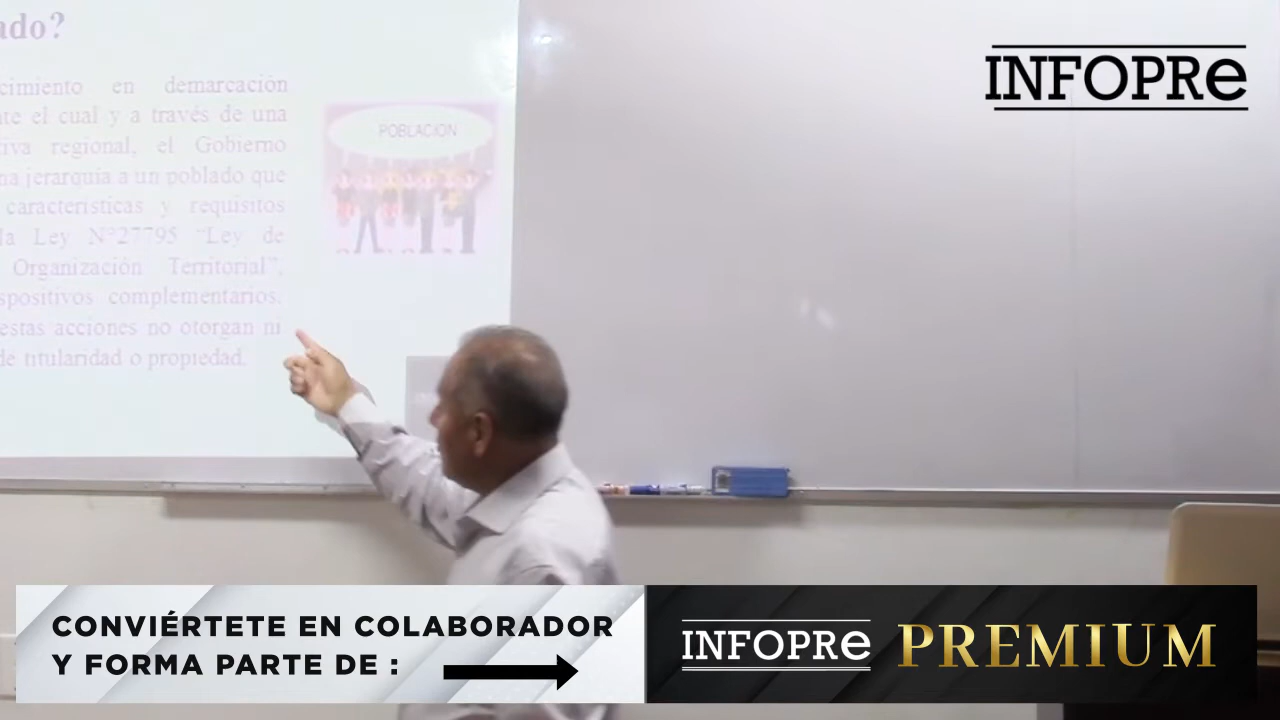 ado?
cimiento en demarcación
te el cual y a través de una
tiva regional, el Gobierno
na jerarquía a un poblado que
características y requisitos
la Ley N°27795 "Ley de
Organización Territorial",
spositivos complementarios.
estas acciones no otorgan ni
de titularidad o propiedad.
POBLACION
INFOPRe
CONVIÉRTETE EN COLABORADOR
Y FORMA PARTE DE :
INFOPRe PREMIUM